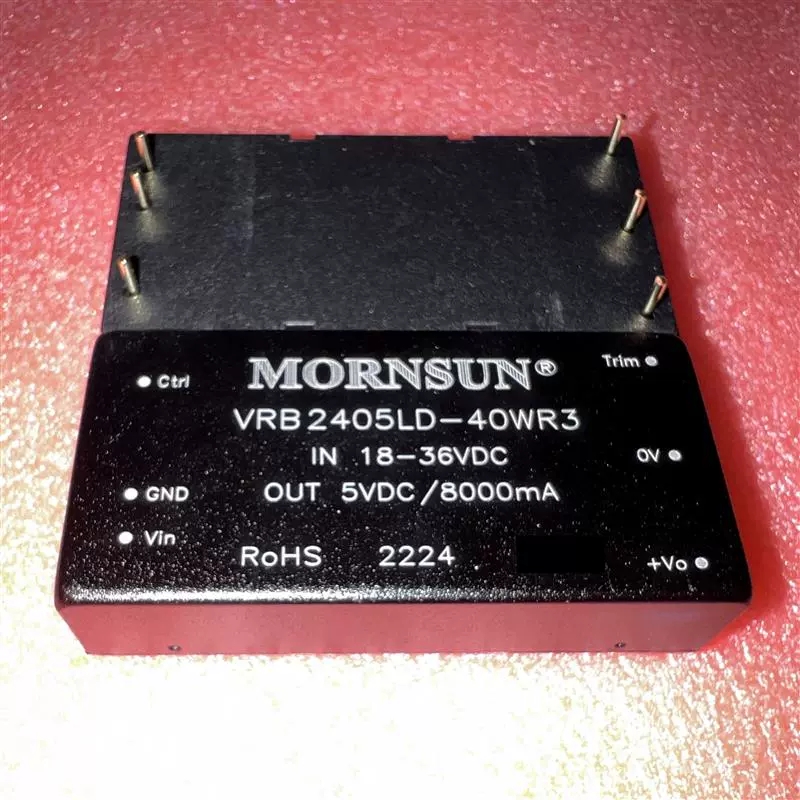 MORNSUN®
Trim
Ctrl
VRB2405LD-40WR3
IN 18-36VDC
0V
GND
OUT 5VDC/8000mA
Vin
RoHS 2224
+Vo